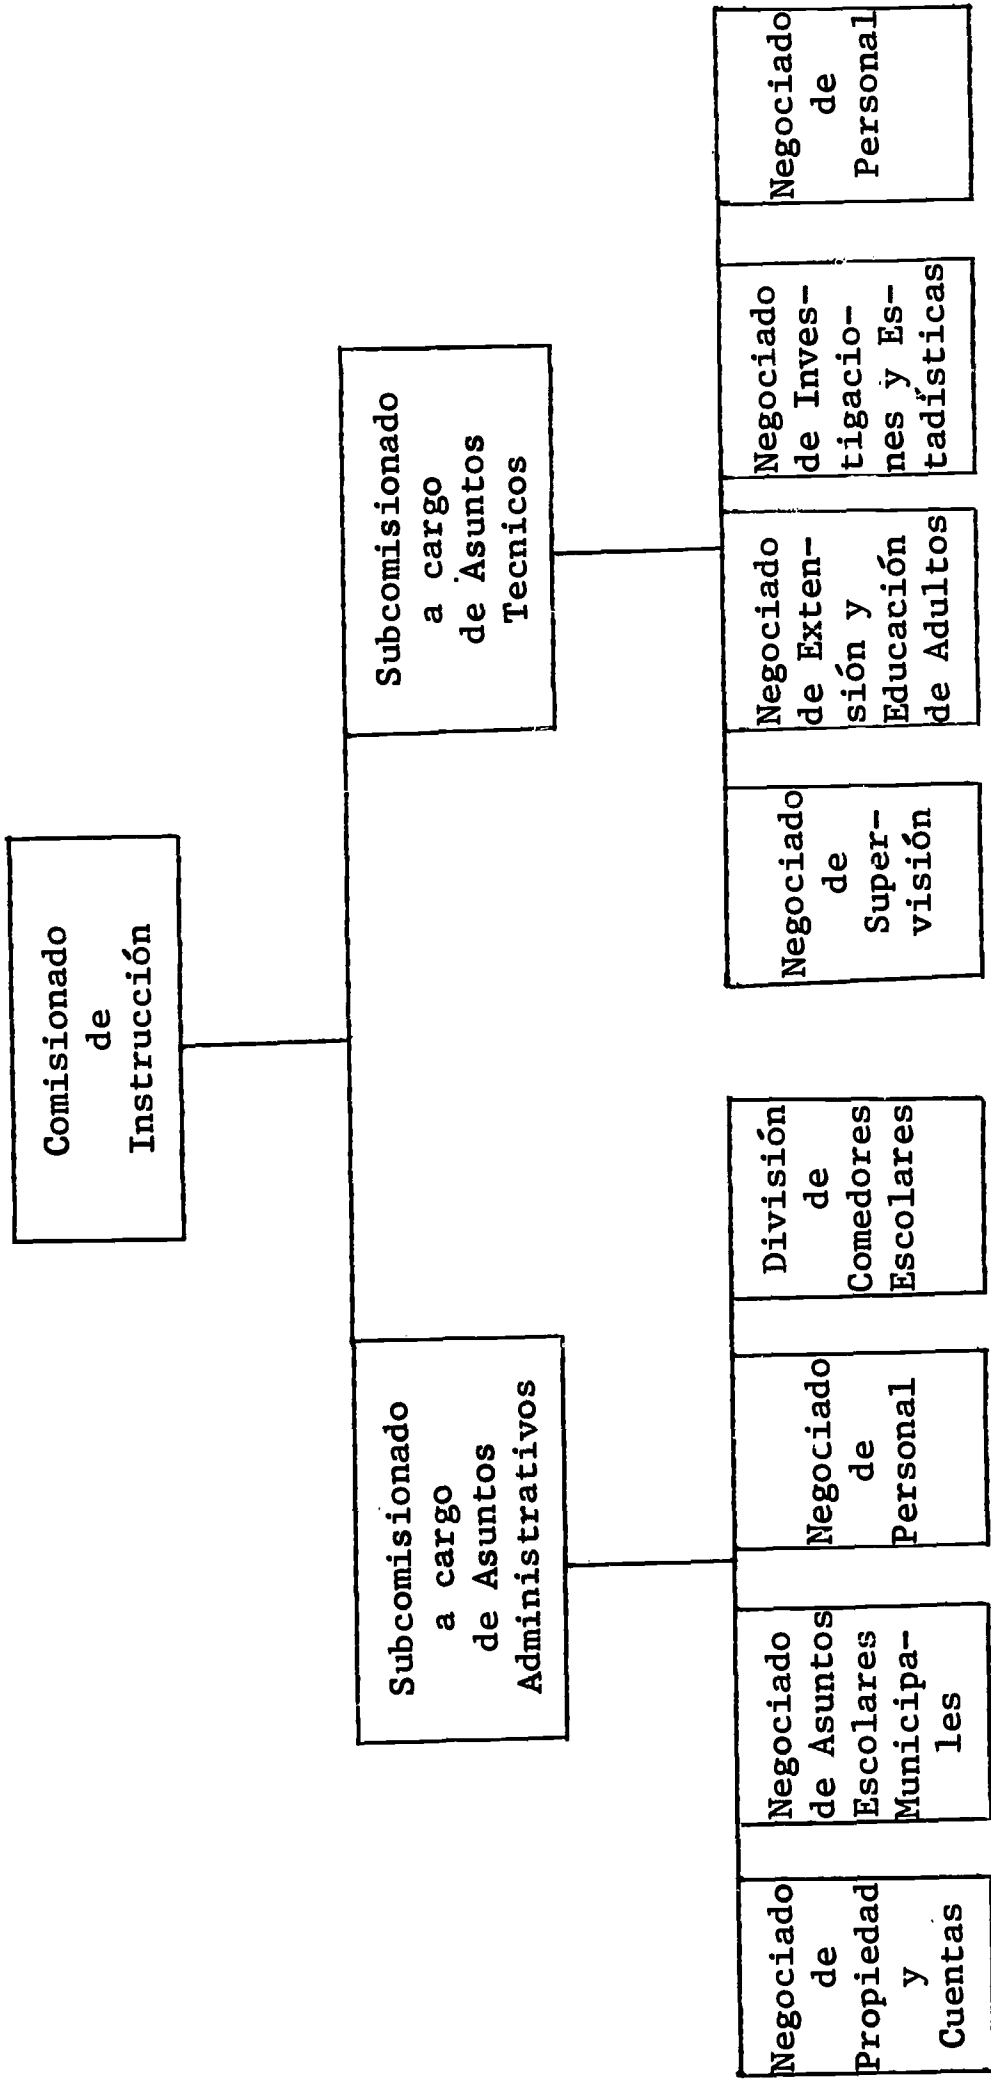 Comisionado
de
Instrucción
Subcomisionado
a cargo
de Asuntos
Administrativos
Subcomisionado
a cargo
de Asuntos
Tecnicos
Negociado
de
Propiedad
y
Cuentas
Negociado
de Asuntos
Escolares
Municipa-
les
Negociado
de
Personal
División
de
Comedores
Escolares
Negociado
de
Super-
visión
Negociado
de Exten-
sión y
Educación
de Adultos
Negociado
de Inves-
tigacio-
nes y Es-
tadísticas
Negociado
de
Personal